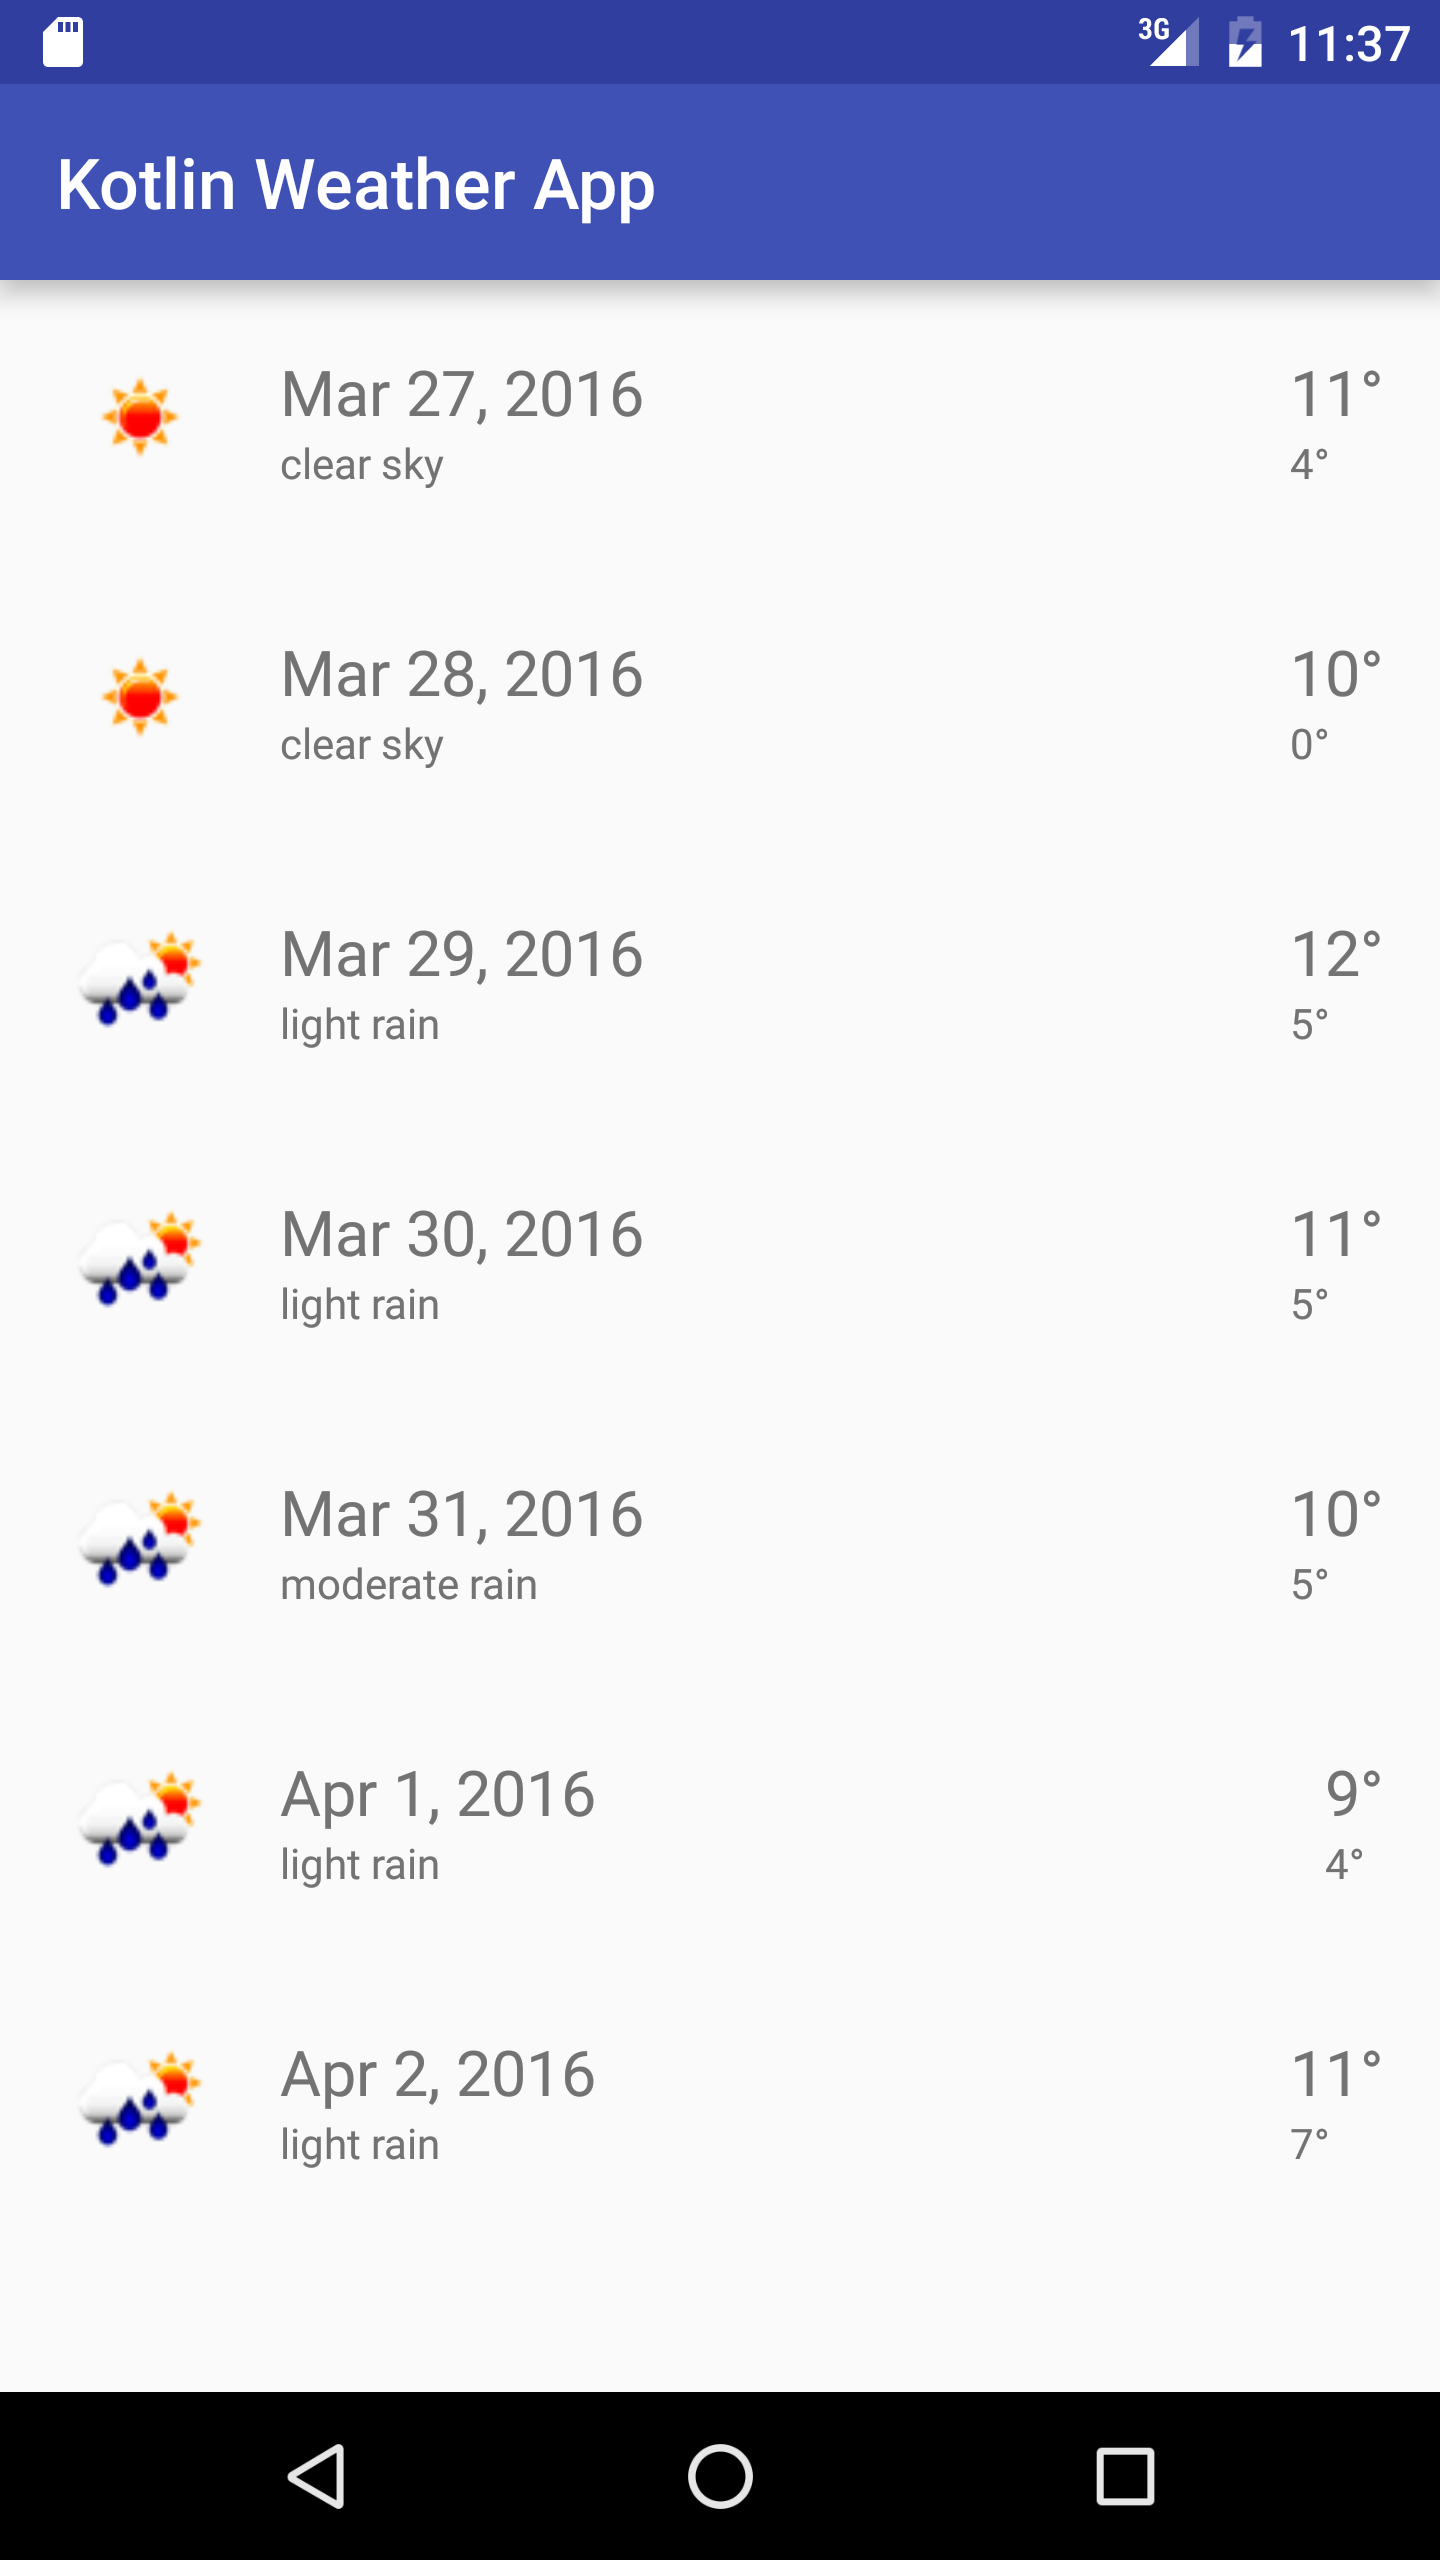 3G 11:37
Kotlin Weather App
Mar 27, 2016 11°
clear sky 4°
Mar 28, 2016 10°
clear sky 0°
Mar 29, 2016 12°
light rain 5°
Mar 30, 2016 11°
light rain 5°
Mar 31, 2016 10°
moderate rain 5°
Apr 1, 2016 9°
light rain 4°
Apr 2, 2016 11°
light rain 7°